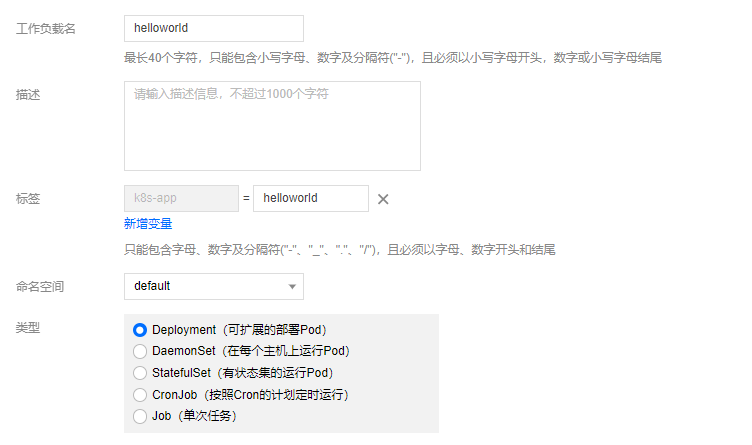 工作负载名 helloworld
最长40个字符，只能包含小写字母、数字及分隔符("-")，且必须以小写字母开头，数字或小写字母结尾
描述 请输入描述信息，不超过1000个字符
标签 k8s-app = helloworld
新增变量
只能包含字母、数字及分隔符("-"、"_"、"."、"/")，且必须以字母、数字开头和结尾
命名空间 default
类型 Deployment（可扩展的部署Pod）
DaemonSet（在每个主机上运行Pod）
StatefulSet（有状态集的运行Pod）
CronJob（按照Cron的计划定时运行）
Job（单次任务）